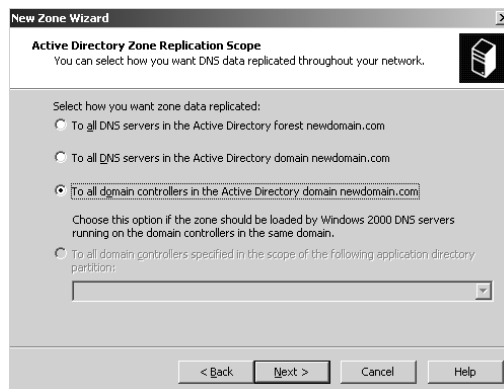 New Zone Wizard
Active Directory Zone Replication Scope
You can select how you want DNS data replicated throughout your network.
Select how you want zone data replicated:
To all DNS servers in the Active Directory forest newdomain.com
To all DNS servers in the Active Directory domain newdomain.com
To all domain controllers in the Active Directory domain newdomain.com
Choose this option if the zone should be loaded by Windows 2000 DNS servers
running on the domain controllers in the same domain.
To all domain controllers specified in the scope of the following application directory
partition:
< Back
Next >
Cancel
Help